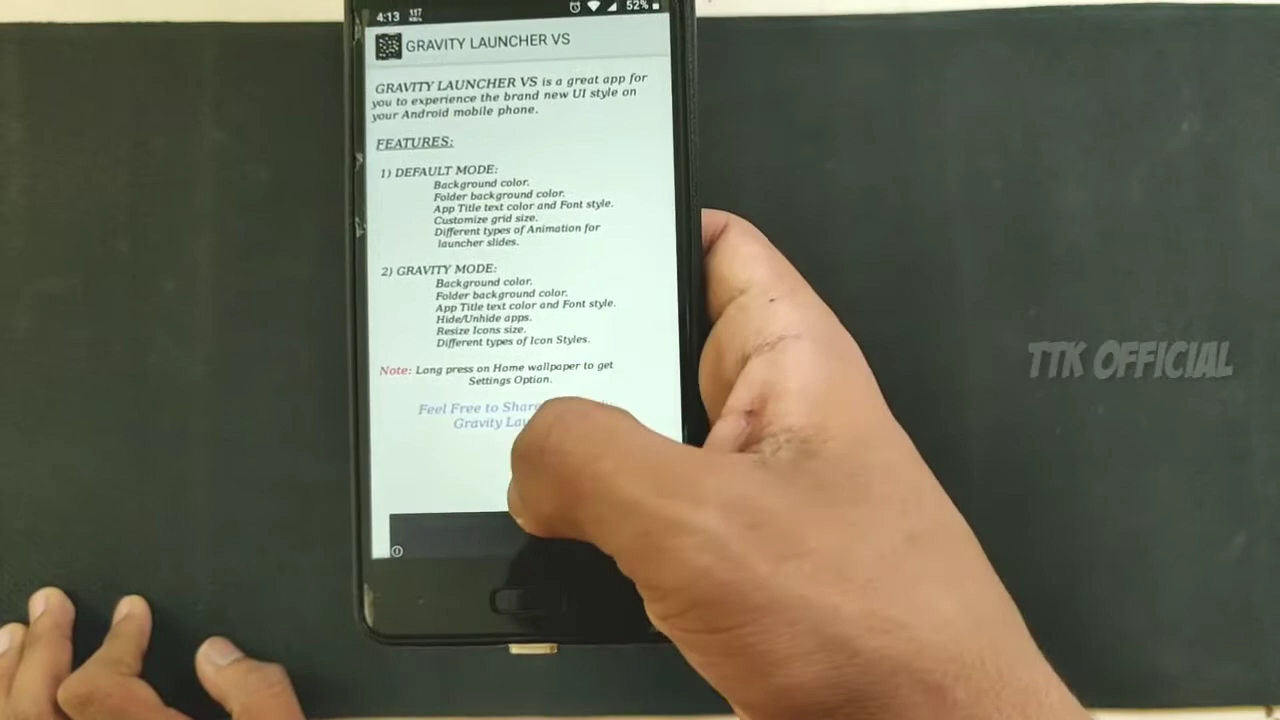 4:13 117 KB/s 52%
GRAVITY LAUNCHER VS
GRAVITY LAUNCHER VS is a great app for
you to experience the brand new UI style on
your Android mobile phone.
FEATURES:
1) DEFAULT MODE:
Background color.
Folder background color.
App Title text color and Font style.
Customize grid size.
Different types of Animation for
launcher slides.
2) GRAVITY MODE:
Background color.
Folder background color.
App Title text color and Font style.
Hide/Unhide apps.
Resize Icons size.
Different types of Icon Styles.
Note: Long press on Home wallpaper to get
Settings Option.
Feel Free to
Gravity
TTK OFFICIAL